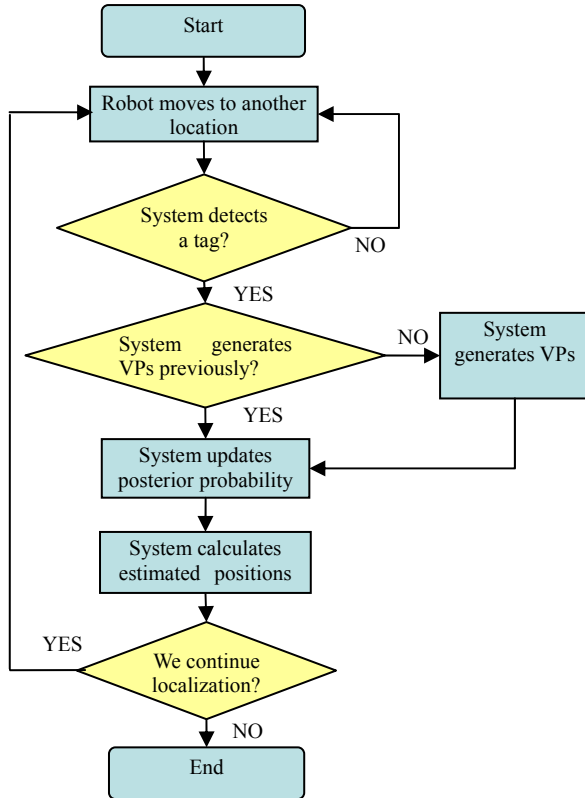 Start
Robot moves to another
location
System detects
a tag?
NO
YES
System generates
VPs previously?
NO
System
generates VPs
YES
System updates
posterior probability
System calculates
estimated positions
YES
We continue
localization?
NO
End